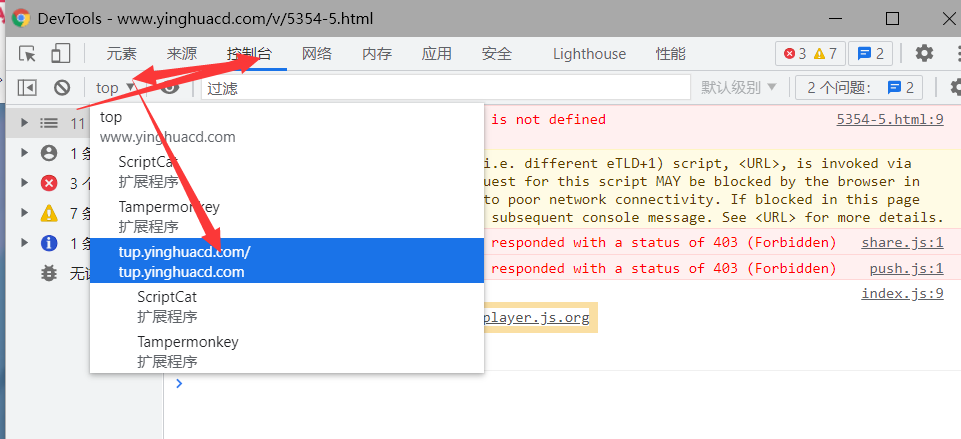 DevTools - www.yinghuacd.com/v/5354-5.html
元素 来源 控制台 网络 内存 应用 安全 Lighthouse 性能 3 7 2
top 过滤 默认级别 2 个问题: 2
top
www.yinghuacd.com
ScriptCat
扩展程序
Tampermonkey
扩展程序
tup.yinghuacd.com/
tup.yinghuacd.com
ScriptCat
扩展程序
Tampermonkey
扩展程序
11
1 条
3 个
7 条
1 条
is not defined 5354-5.html:9
i.e. different eTLD+1) script, <URL>, is invoked via
uest for this script MAY be blocked by the browser in
to poor network connectivity. If blocked in this page
subsequent console message. See <URL> for more details.
responded with a status of 403 (Forbidden) share.js:1
responded with a status of 403 (Forbidden) push.js:1
index.js:9
player.js.org